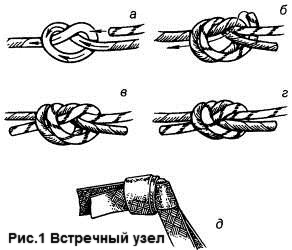 а
б
в
г
д
Рис.1 Встречный узел